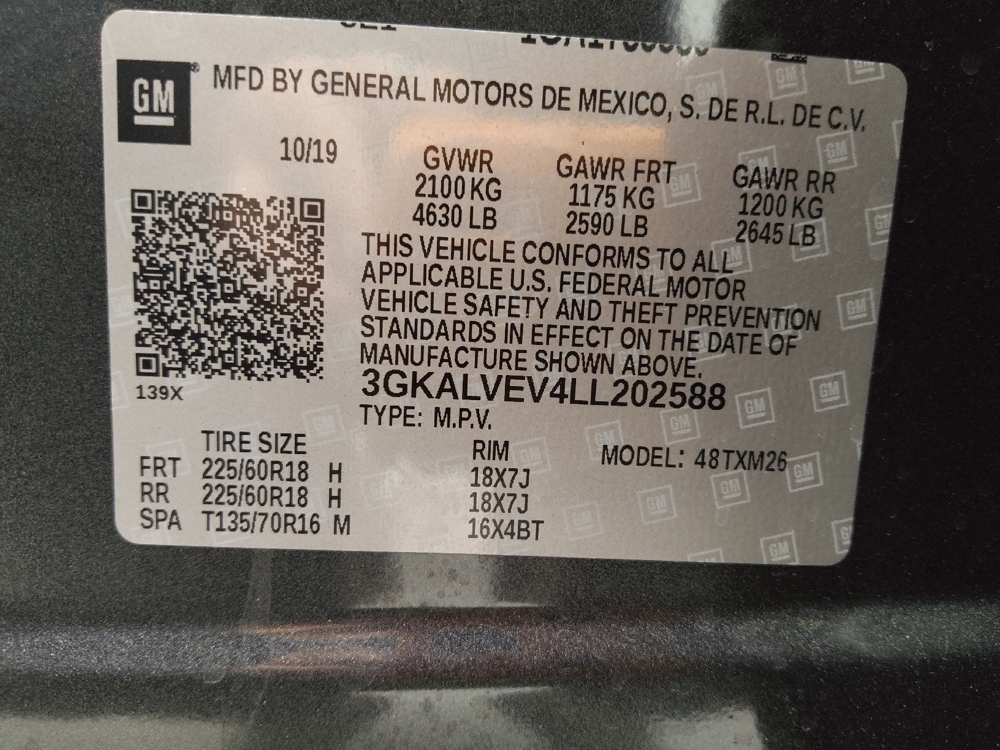 GM
MFD BY GENERAL MOTORS DE MEXICO, S. DE R.L. DE C.V.
10/19
GVWR GAWR FRT GAWR RR
2100 KG 1175 KG 1200 KG
4630 LB 2590 LB 2645 LB
THIS VEHICLE CONFORMS TO ALL
APPLICABLE U.S. FEDERAL MOTOR
VEHICLE SAFETY AND THEFT PREVENTION
STANDARDS IN EFFECT ON THE DATE OF
MANUFACTURE SHOWN ABOVE.
139X
3GKALVEV4LL202588
TYPE: M.P.V.
TIRE SIZE RIM MODEL: 48TXM26
FRT 225/60R18 H 18X7J
RR 225/60R18 H 18X7J
SPA T135/70R16 M 16X4BT